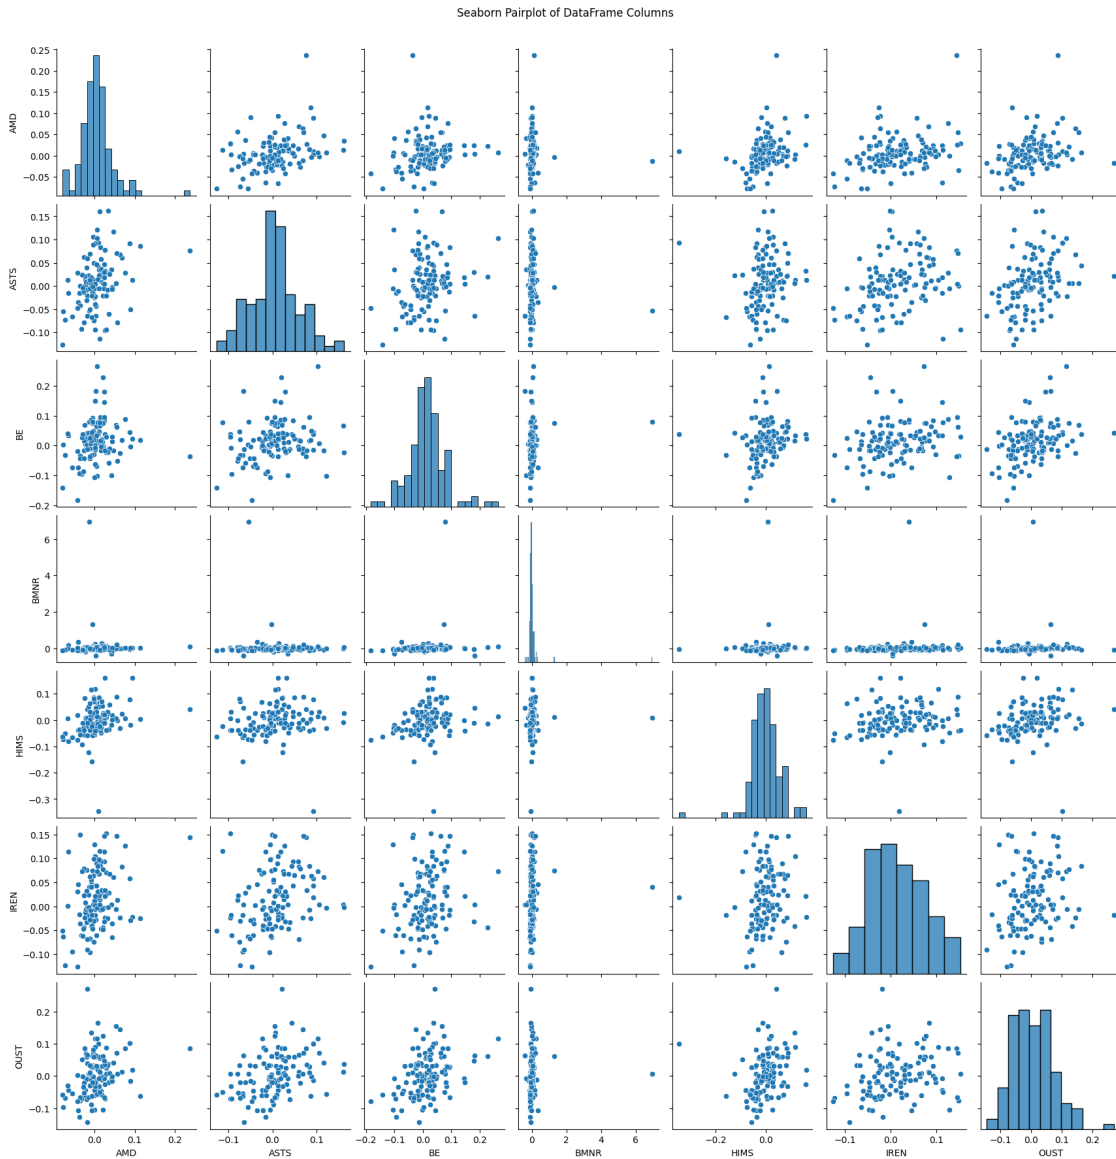 Seaborn Pairplot of DataFrame Columns
0.25
0.20
0.15
0.10
0.05
0.00
−0.05
AMD
0.15
0.10
0.05
0.00
−0.05
−0.10
ASTS
0.2
0.1
0.0
−0.1
−0.2
BE
6
4
2
0
BMNR
0.1
0.0
−0.1
−0.2
−0.3
HIMS
0.15
0.10
0.05
0.00
−0.05
−0.10
IREN
0.2
0.1
0.0
−0.1
OUST
0.0 0.2
AMD
−0.1 0.0 0.1
ASTS
−0.2 −0.1 0.0 0.1 0.2
BE
0 2 4 6
BMNR
−0.2 0.0
HIMS
−0.1 0.0 0.1
IREN
−0.1 0.0 0.1 0.2
OUST